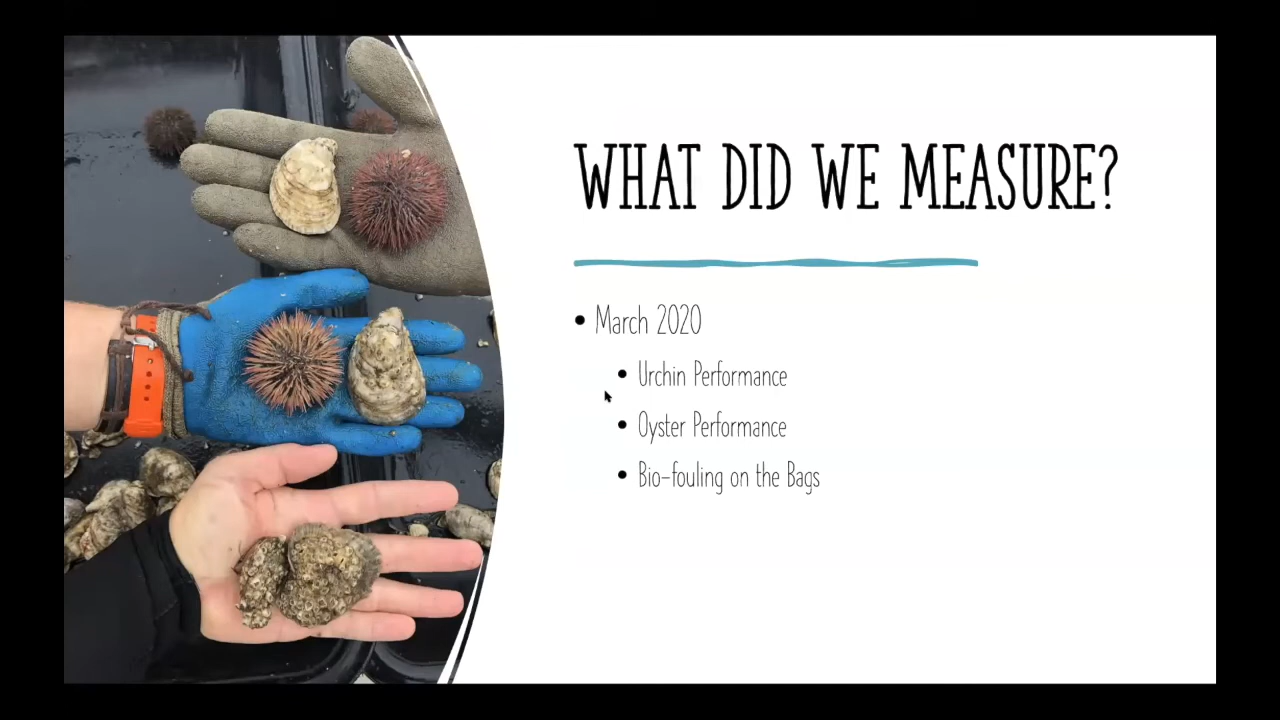 WHAT DID WE MEASURE?
• March 2020
• Urchin Performance
• Oyster Performance
• Bio-fouling on the Bags